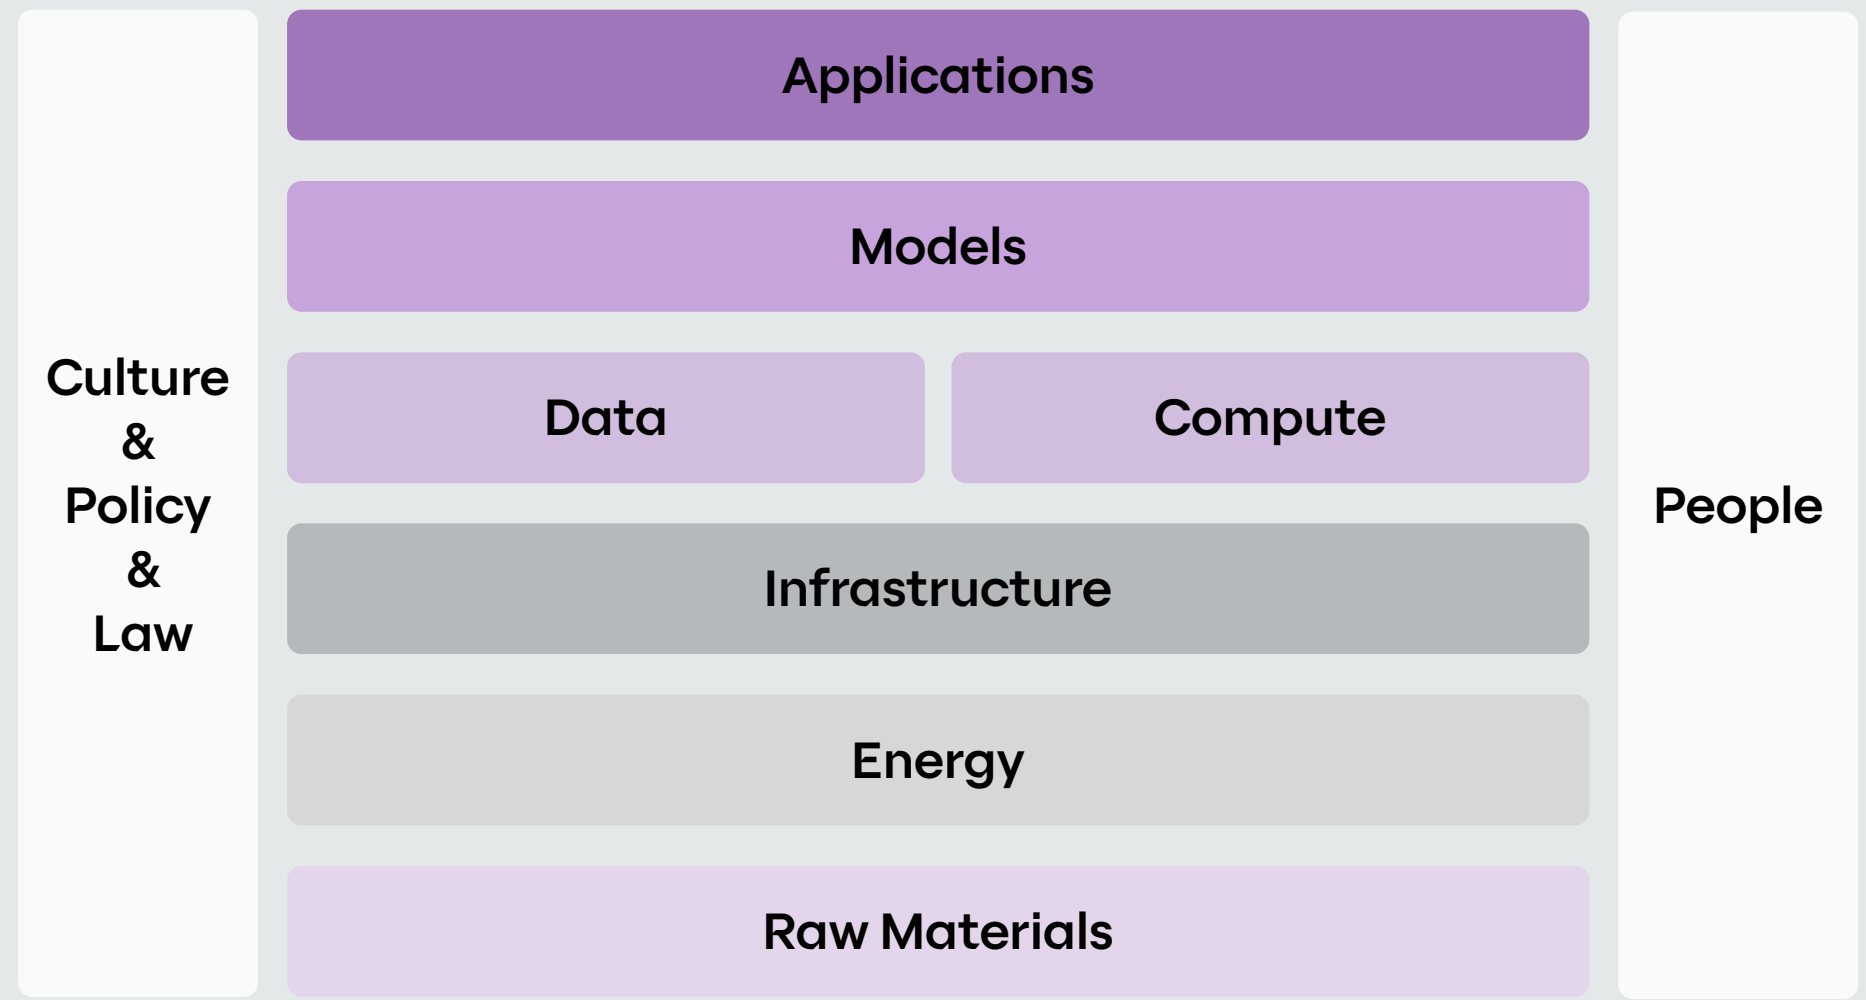 Applications
Models
Data
Compute
Infrastructure
Energy
Raw Materials
Culture
&
Policy
&
Law
People